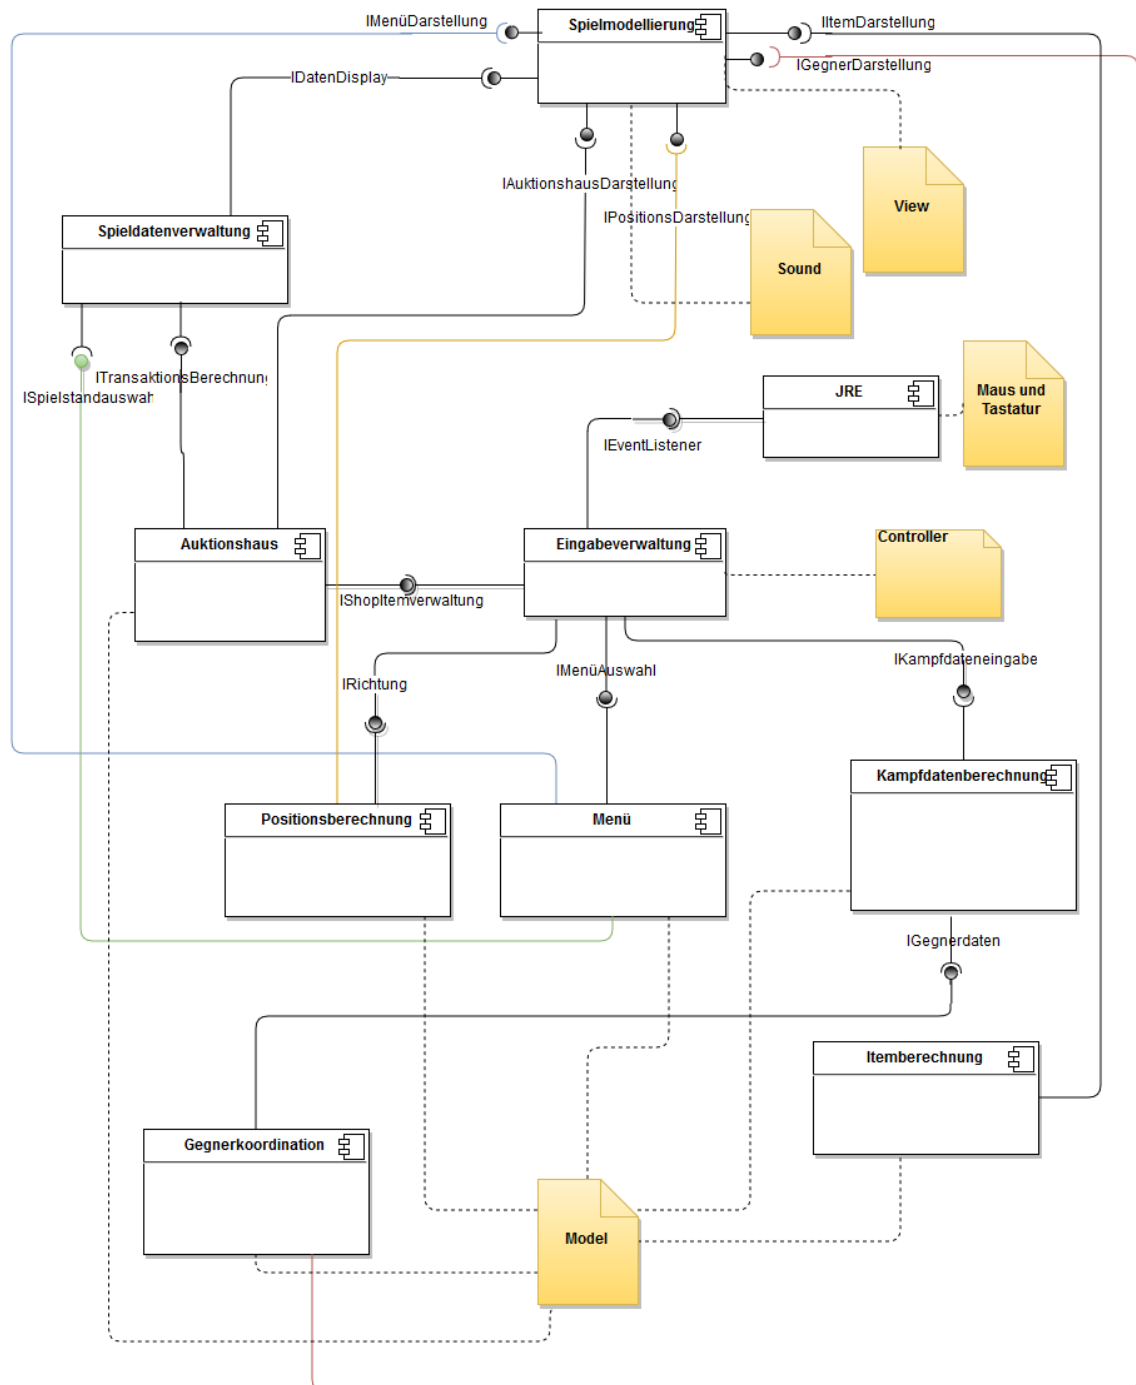 IMenüDarstellung
Spielmodellierung
IItemDarstellung
IGegnerDarstellung
IDatenDisplay
IAuktionshausDarstellung
IPositionsDarstellung
View
Spieldatenverwaltung
Sound
ITransaktionsBerechnung
ISpielstandauswah
JRE
Maus und
Tastatur
IEventListener
Auktionshaus
Eingabeverwaltung
Controller
IShopItemverwaltung
IKampfdateneingabe
IMenüAuswahl
IRichtung
Kampfdatenberechnung
Positionsberechnung
Menü
IGegnerdaten
Itemberechnung
Gegnerkoordination
Model